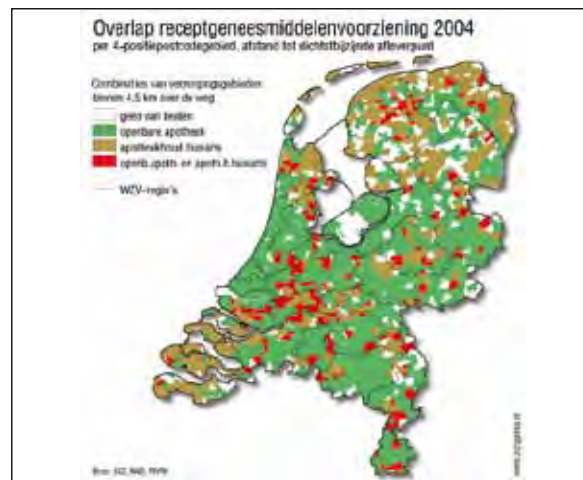 Overlap receptgeneesmiddelenvoorziening 2004
per 4-positiepostcodegebied, afstand tot dichtstbijzijnde afleverpunt
Combinaties van verzorgingsgebieden
binnen 4,5 km over de weg
geen van beiden
openbare apotheek
apotheekhoud. huisarts
openb. apoth. en apoth.h. huisarts
WZV-regio's
Bron: